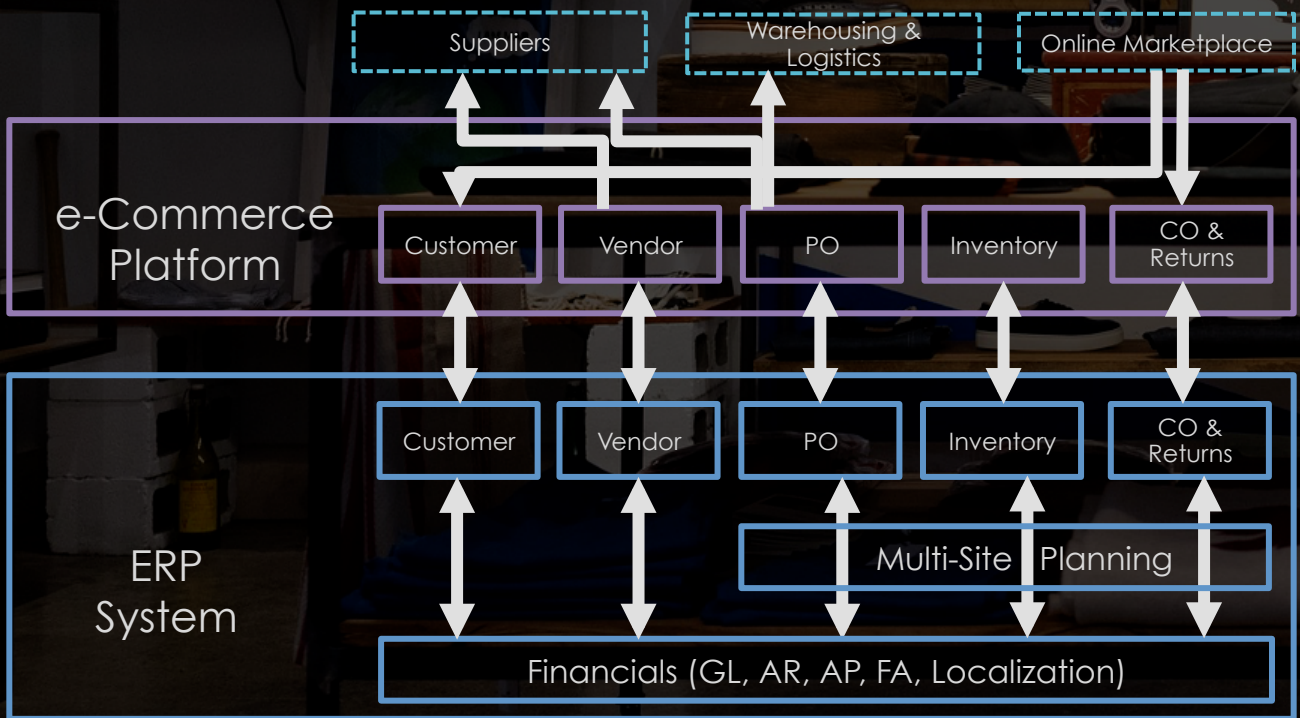 Suppliers
Warehousing &
Logistics
Online Marketplace
e-Commerce
Platform
Customer
Vendor
PO
Inventory
CO &
Returns
Customer
Vendor
PO
Inventory
CO &
Returns
ERP
System
Multi-Site Planning
Financials (GL, AR, AP, FA, Localization)